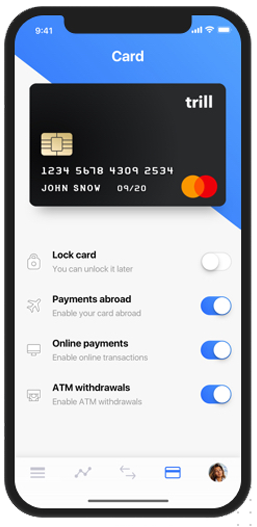 9:41
Card
trill
1234 5678 4309 2534
JOHN SNOW 09/20
Lock card
You can unlock it later
Payments abroad
Enable your card abroad
Online payments
Enable online transactions
ATM withdrawals
Enable ATM withdrawals